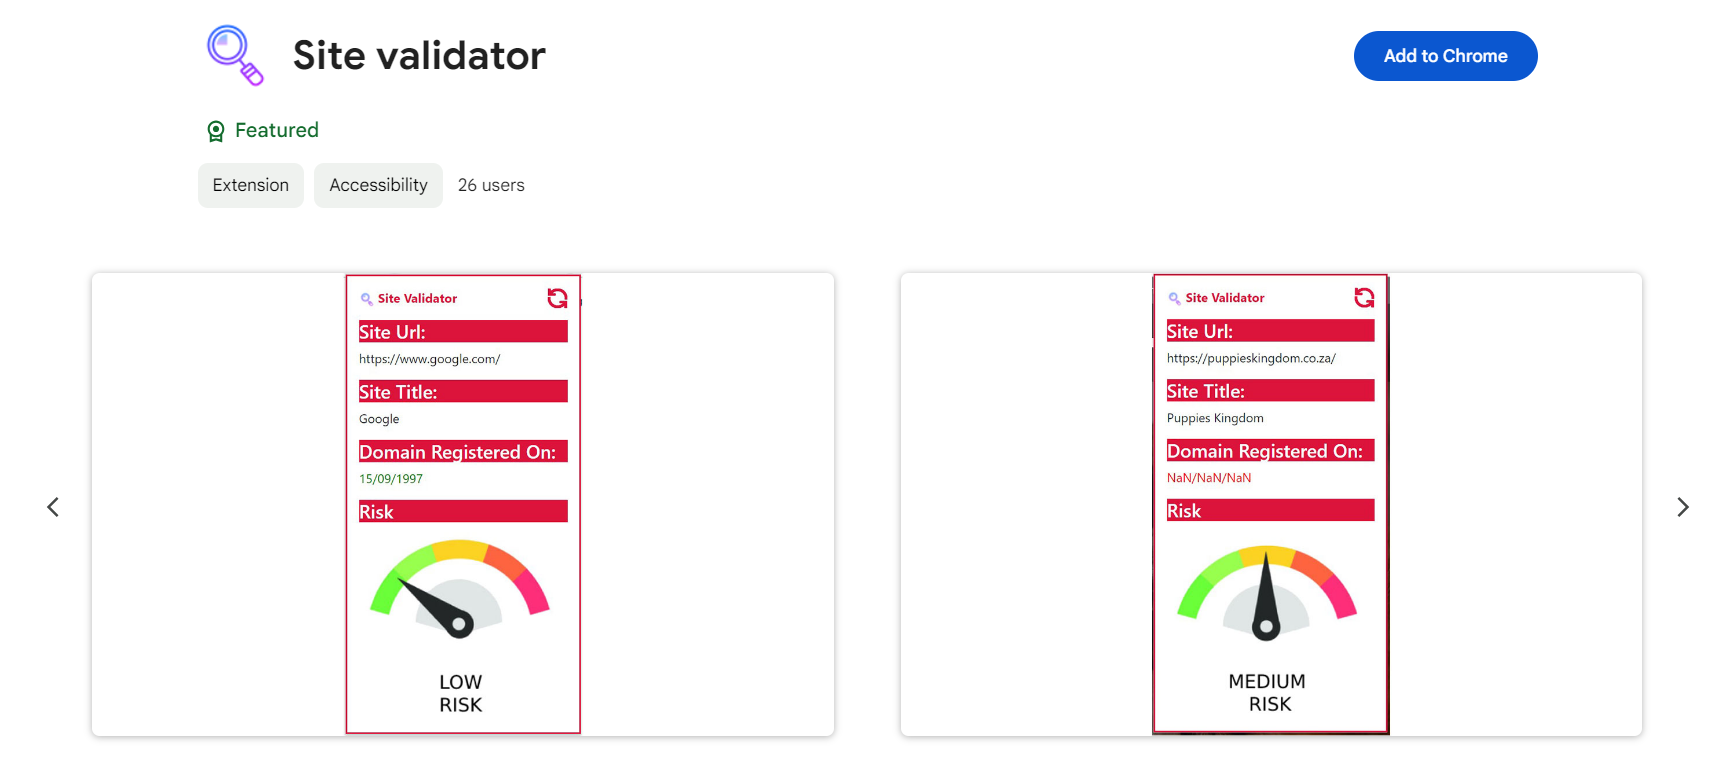 Site validator
Add to Chrome
Featured
Extension
Accessibility
26 users
Site Validator
Site Url:
https://www.google.com/
Site Title:
Google
Domain Registered On:
15/09/1997
Risk
LOW
RISK
Site Validator
Site Url:
https://puppieskingdom.co.za/
Site Title:
Puppies Kingdom
Domain Registered On:
NaN/NaN/NaN
Risk
MEDIUM
RISK